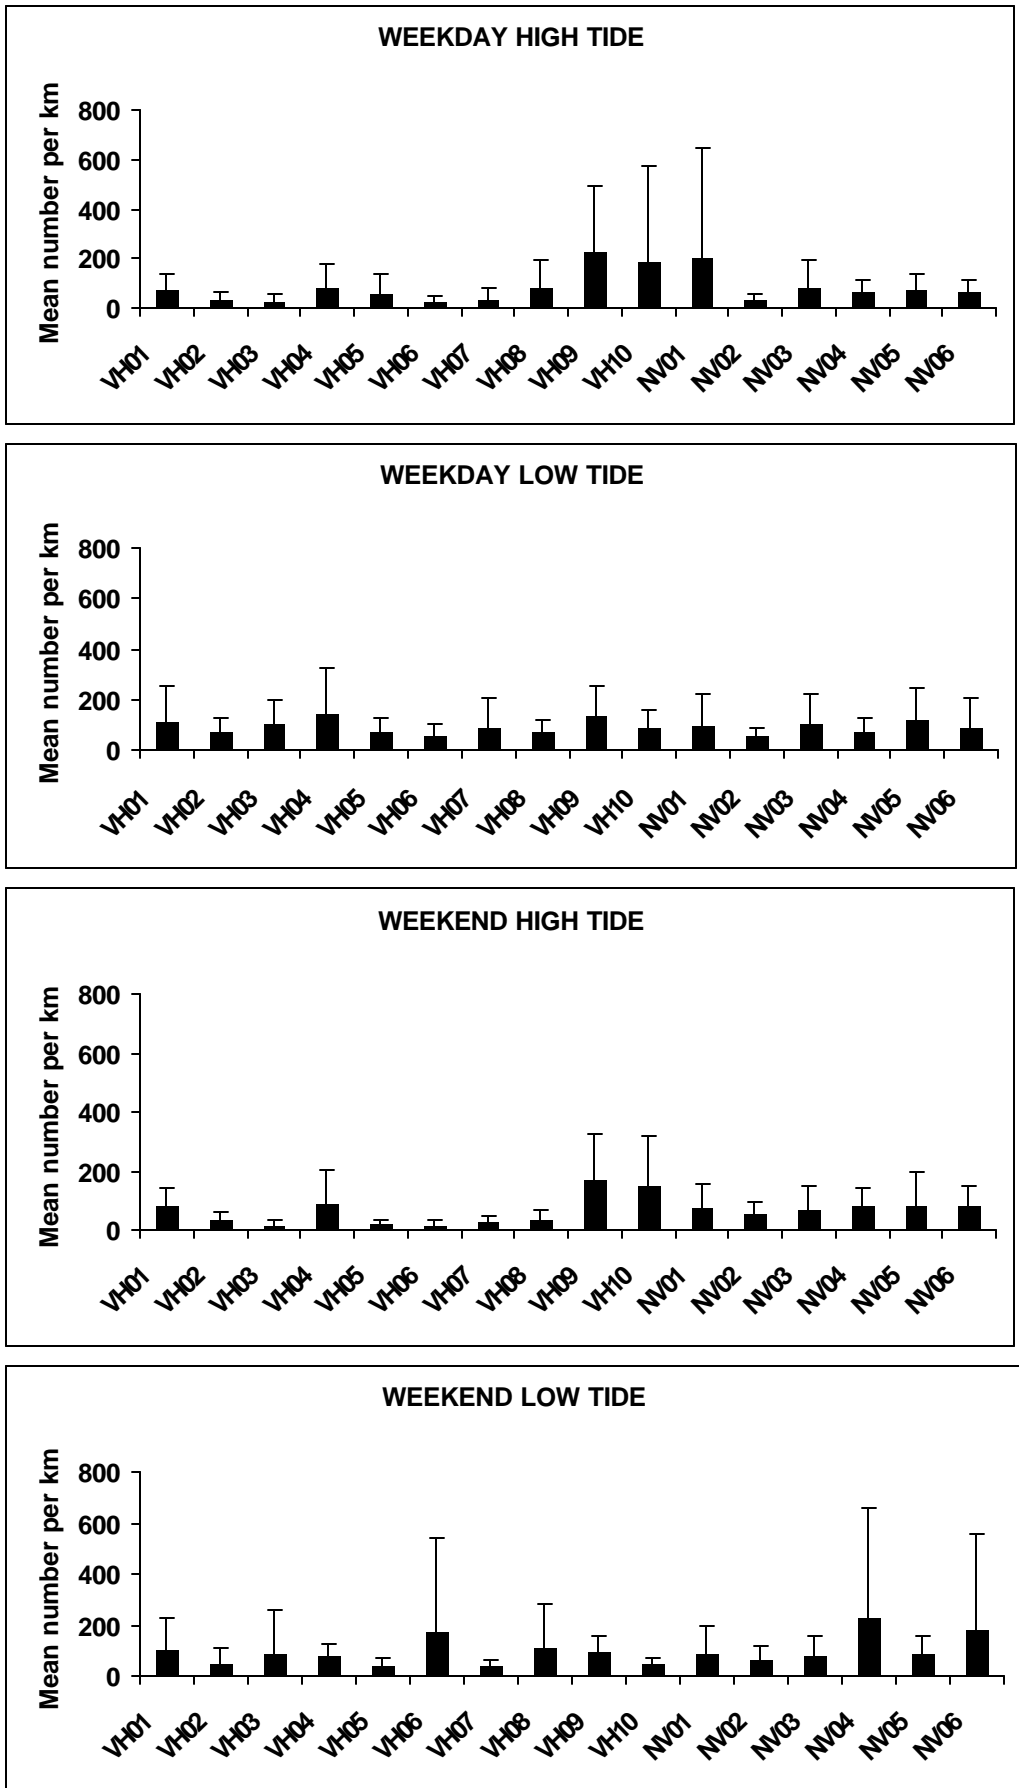 WEEKDAY HIGH TIDE
Mean number per km
800
600
400
200
0
VH01 VH02 VH03 VH04 VH05 VH06 VH07 VH08 VH09 VH10 NV01 NV02 NV03 NV04 NV05 NV06
WEEKDAY LOW TIDE
Mean number per km
800
600
400
200
0
VH01 VH02 VH03 VH04 VH05 VH06 VH07 VH08 VH09 VH10 NV01 NV02 NV03 NV04 NV05 NV06
WEEKEND HIGH TIDE
Mean number per km
800
600
400
200
0
VH01 VH02 VH03 VH04 VH05 VH06 VH07 VH08 VH09 VH10 NV01 NV02 NV03 NV04 NV05 NV06
WEEKEND LOW TIDE
Mean number per km
800
600
400
200
0
VH01 VH02 VH03 VH04 VH05 VH06 VH07 VH08 VH09 VH10 NV01 NV02 NV03 NV04 NV05 NV06